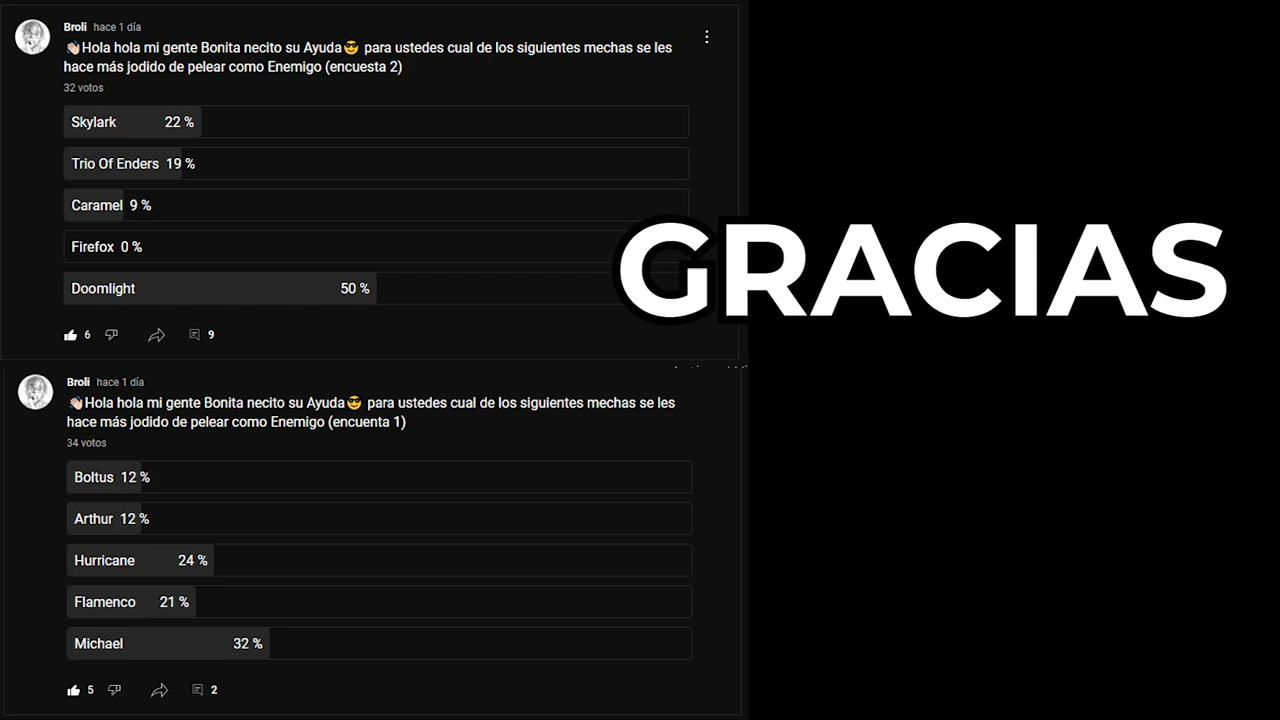 Broli hace 1 día
👋🏻Hola hola mi gente Bonita necito su Ayuda😎 para ustedes cual de los siguientes mechas se les
hace más jodido de pelear como Enemigo (encuesta 2)
32 votos
Skylark 22 %
Trio Of Enders 19 %
Caramel 9 %
Firefox 0 %
Doomlight 50 %
6 9
GRACIAS
Broli hace 1 día
👋🏻Hola hola mi gente Bonita necito su Ayuda😎 para ustedes cual de los siguientes mechas se les
hace más jodido de pelear como Enemigo (encuenta 1)
34 votos
Boltus 12 %
Arthur 12 %
Hurricane 24 %
Flamenco 21 %
Michael 32 %
5 2